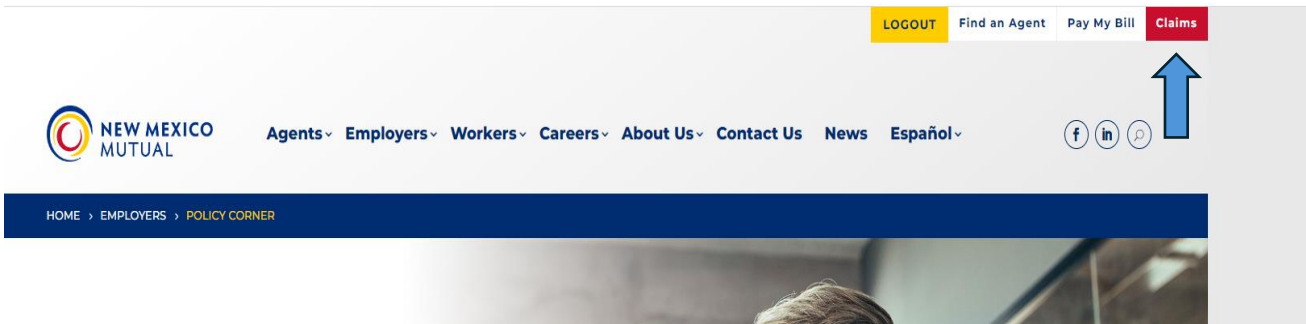 LOGOUT Find an Agent Pay My Bill Claims
NEW MEXICO
MUTUAL
Agents Employers Workers Careers About Us Contact Us News Español
f in
HOME › EMPLOYERS › POLICY CORNER